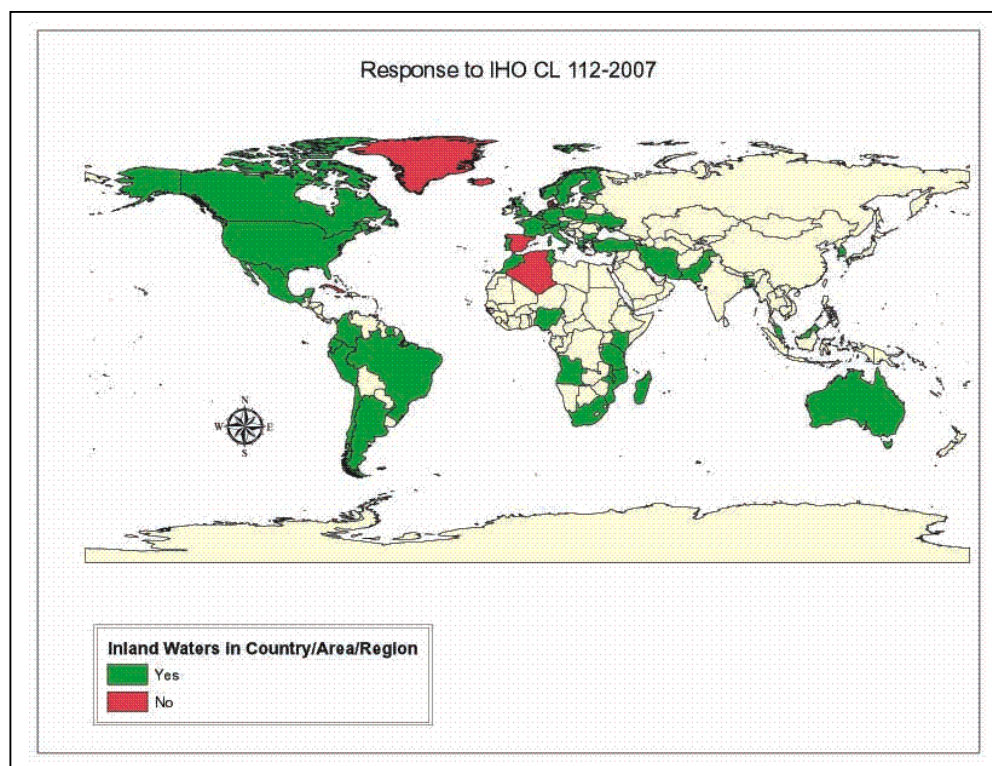 Response to IHO CL 112-2007
N
W E
S
Inland Waters in Country/Area/Region
Yes
No